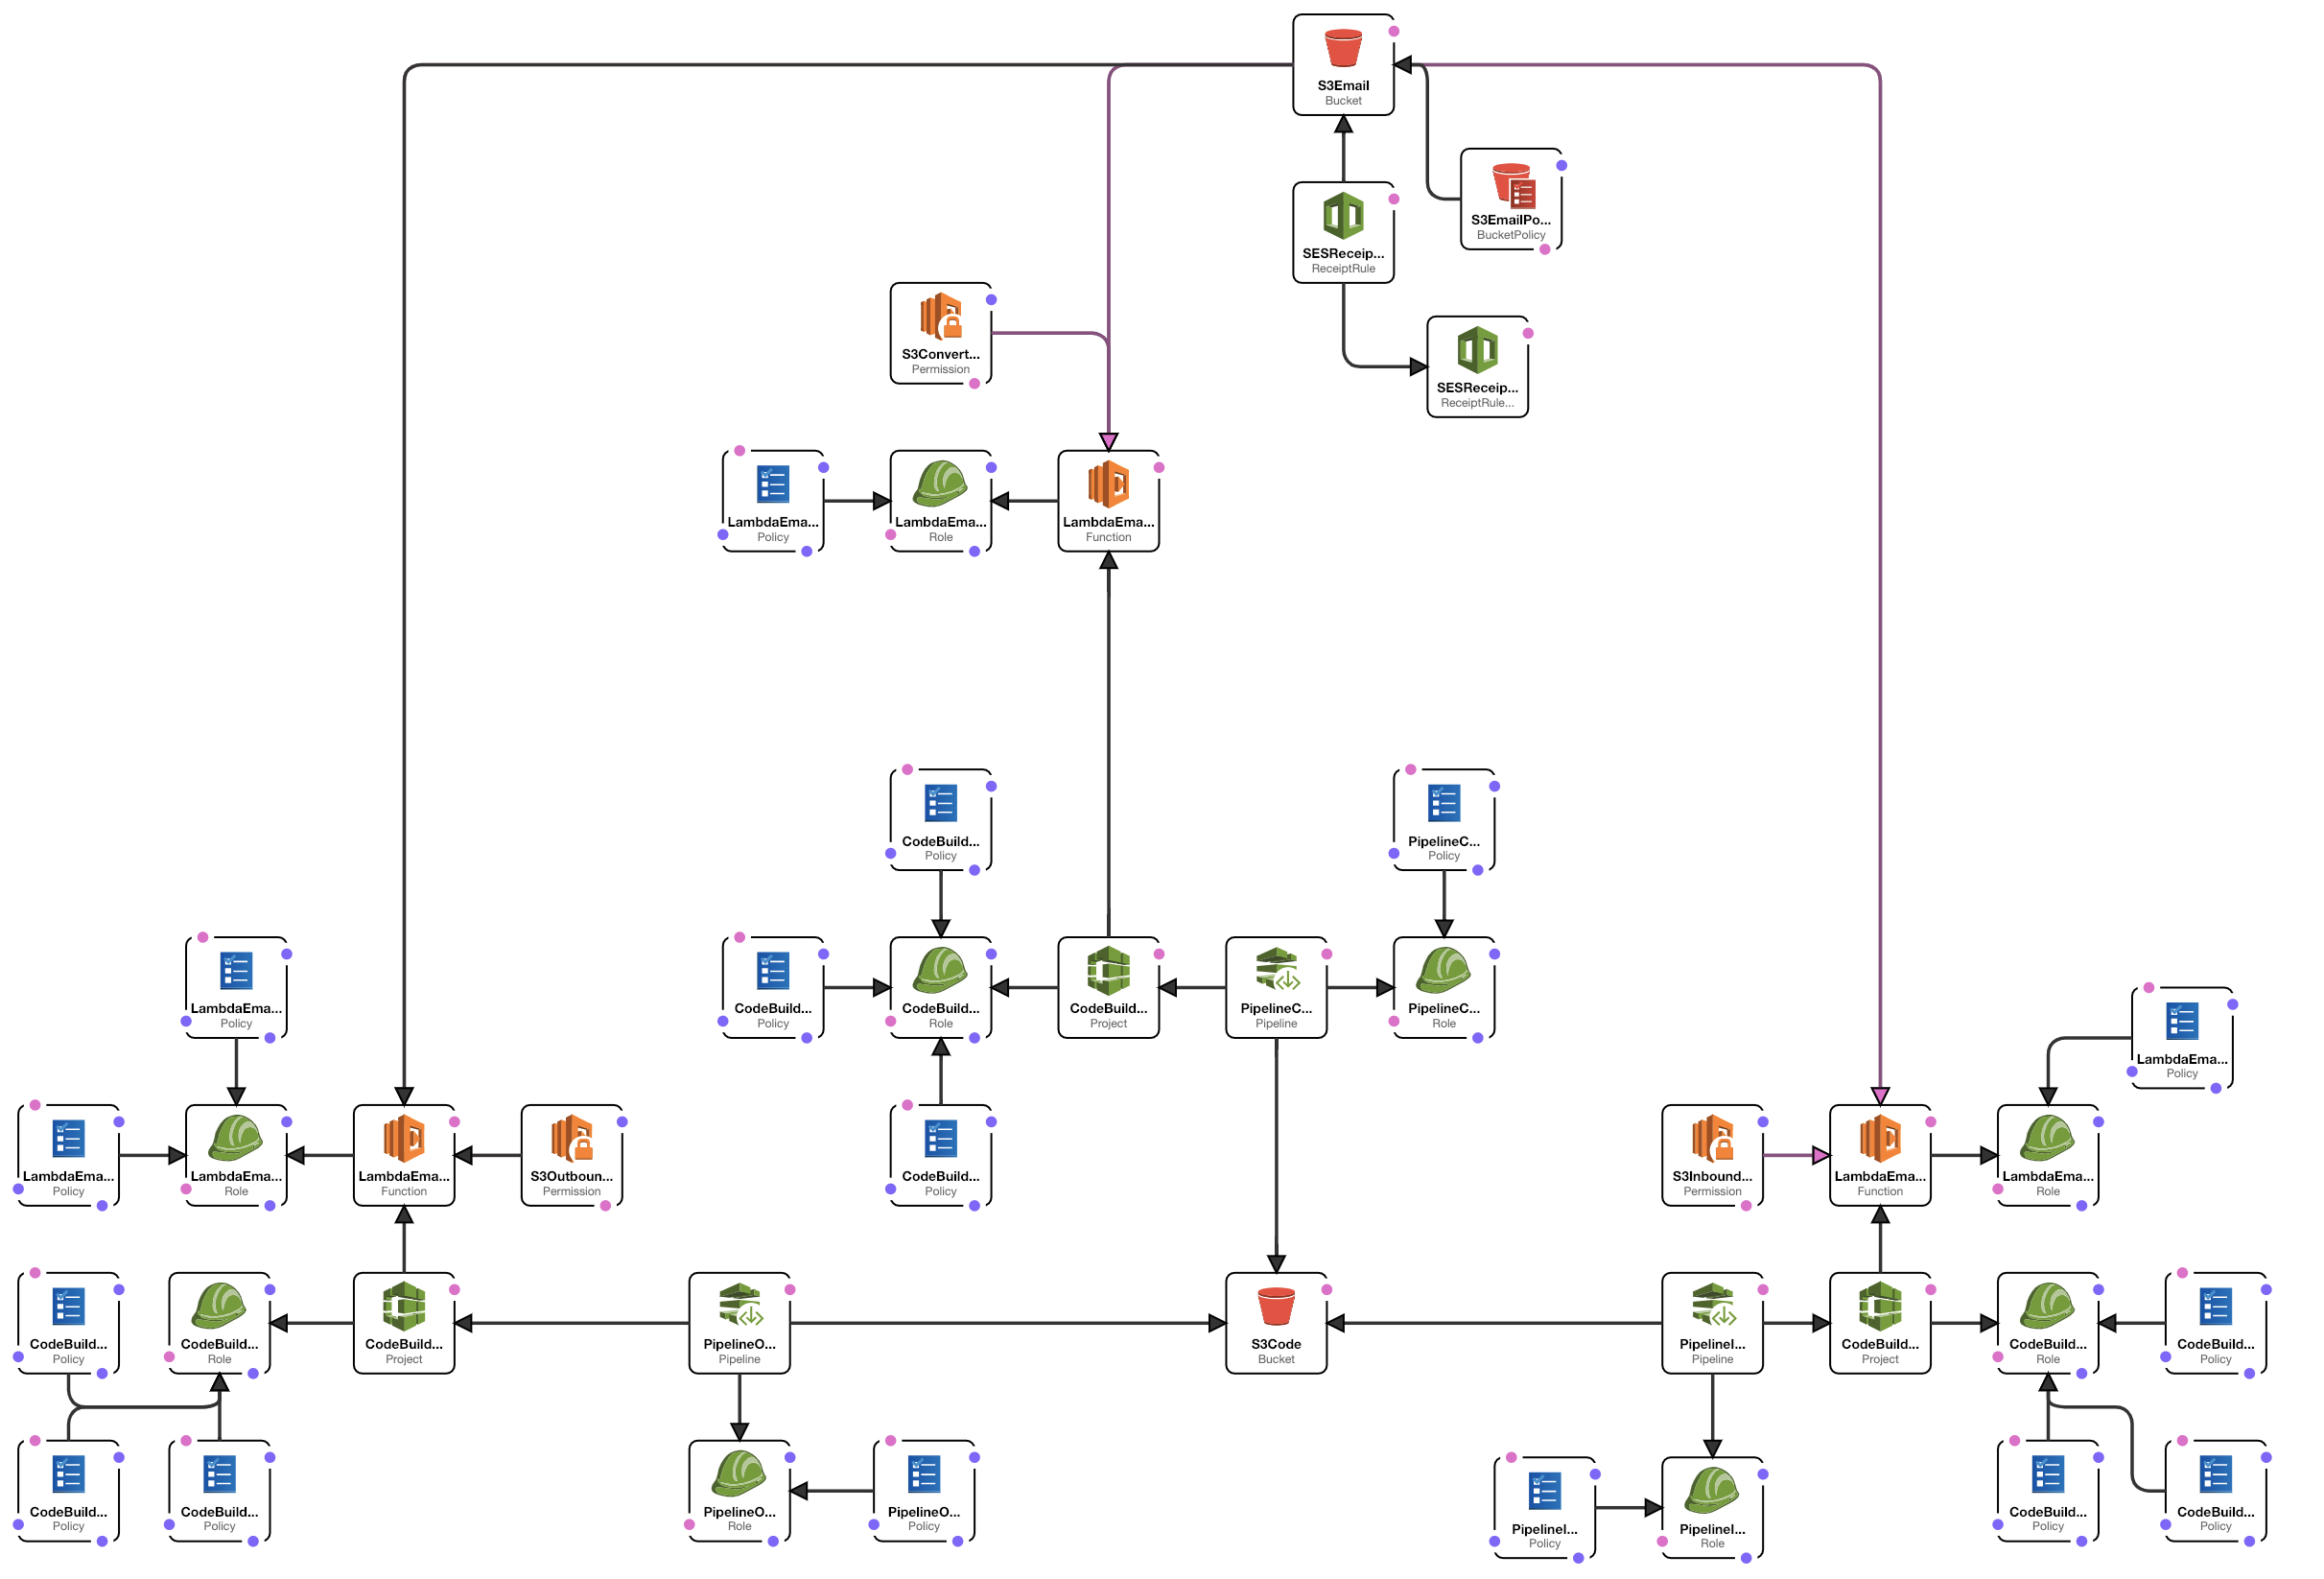 S3Email
Bucket
S3EmailPo...
BucketPolicy
SESReceip...
ReceiptRule
S3Convert...
Permission
SESReceip...
ReceiptRule...
LambdaEma...
Policy
LambdaEma...
Role
LambdaEma...
Function
CodeBuild...
Policy
PipelineC...
Policy
LambdaEma...
Policy
CodeBuild...
Policy
CodeBuild...
Role
CodeBuild...
Project
PipelineC...
Pipeline
PipelineC...
Role
LambdaEma...
Policy
LambdaEma...
Policy
LambdaEma...
Role
LambdaEma...
Function
S3Outboun...
Permission
CodeBuild...
Policy
S3Inbound...
Permission
LambdaEma...
Function
LambdaEma...
Role
CodeBuild...
Policy
CodeBuild...
Role
CodeBuild...
Project
PipelineO...
Pipeline
S3Code
Bucket
PipelineI...
Pipeline
CodeBuild...
Project
CodeBuild...
Role
CodeBuild...
Policy
CodeBuild...
Policy
CodeBuild...
Policy
PipelineO...
Role
PipelineO...
Policy
PipelineI...
Policy
PipelineI...
Role
CodeBuild...
Policy
CodeBuild...
Policy